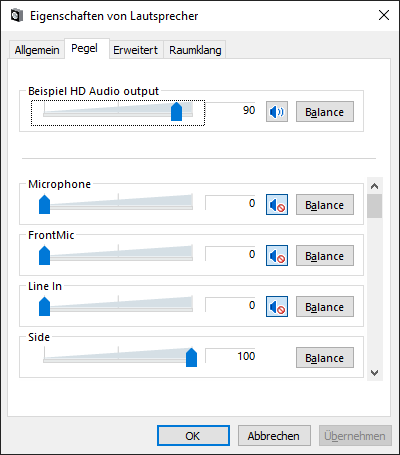 Eigenschaften von Lautsprecher
Allgemein Pegel Erweitert Raumklang
Beispiel HD Audio output
90 Balance
Microphone
0 Balance
FrontMic
0 Balance
Line In
0 Balance
Side
100 Balance
OK Abbrechen Übernehmen